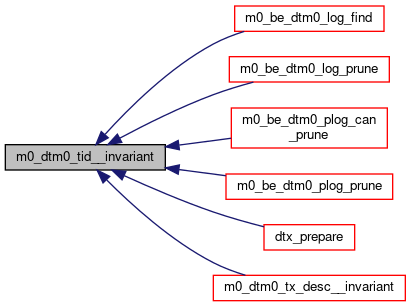 m0_be_dtm0_log_find
m0_be_dtm0_log_prune
m0_be_dtm0_plog_can
_prune
m0_dtm0_tid__invariant
m0_be_dtm0_plog_prune
dtx_prepare
m0_dtm0_tx_desc__invariant